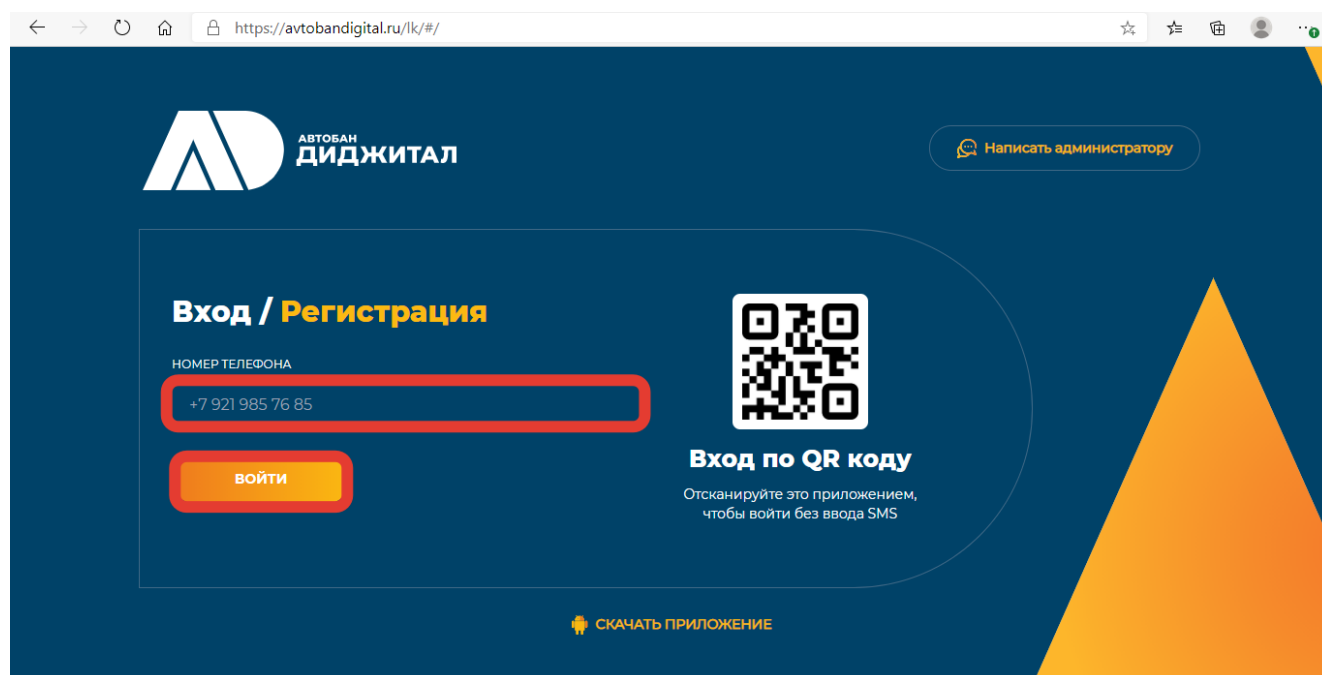 https://avtobandigital.ru/lk/#/
АВТОБАН
ДИДЖИТАЛ
Написать администратору
Вход / Регистрация
НОМЕР ТЕЛЕФОНА
+7 921 985 76 85
ВОЙТИ
Вход по QR коду
Отсканируйте это приложением,
чтобы войти без ввода SMS
СКАЧАТЬ ПРИЛОЖЕНИЕ